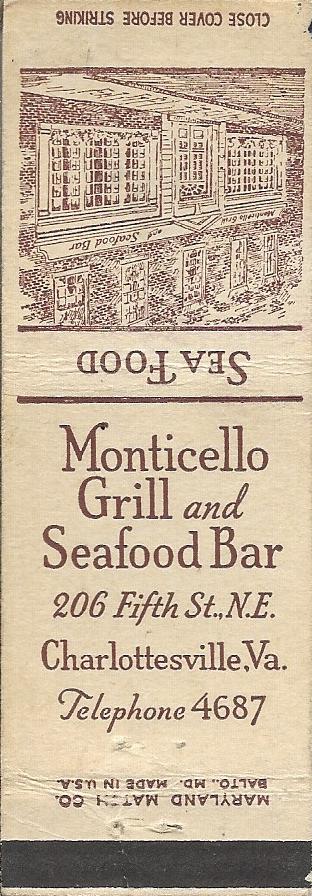 CLOSE COVER BEFORE STRIKING
Monticello Grill
and Seafood Bar
SEA FOOD
Monticello
Grill and
Seafood Bar
206 Fifth St., N.E.
Charlottesville, Va.
Telephone 4687
MARYLAND MATCH CO.
BALTO., MD. MADE IN U.S.A.